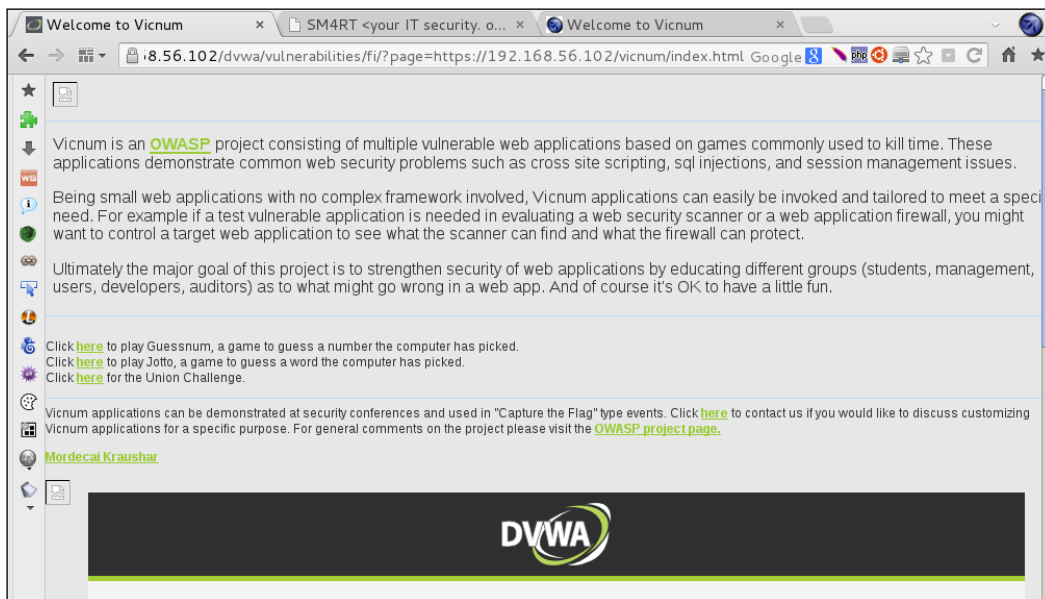 Welcome to Vicnum × SM4RT <your IT security. o... × Welcome to Vicnum ×
i8.56.102/dvwa/vulnerabilities/fi/?page=https://192.168.56.102/vicnum/index.html Google 8 php
Vicnum is an OWASP project consisting of multiple vulnerable web applications based on games commonly used to kill time. These
applications demonstrate common web security problems such as cross site scripting, sql injections, and session management issues.
Being small web applications with no complex framework involved, Vicnum applications can easily be invoked and tailored to meet a speci
need. For example if a test vulnerable application is needed in evaluating a web security scanner or a web application firewall, you might
want to control a target web application to see what the scanner can find and what the firewall can protect.
WS
Ultimately the major goal of this project is to strengthen security of web applications by educating different groups (students, management,
users, developers, auditors) as to what might go wrong in a web app. And of course it's OK to have a little fun.
Click here to play Guessnum, a game to guess a number the computer has picked.
Click here to play Jotto, a game to guess a word the computer has picked.
Click here for the Union Challenge.
Vicnum applications can be demonstrated at security conferences and used in "Capture the Flag" type events. Click here to contact us if you would like to discuss customizing
Vicnum applications for a specific purpose. For general comments on the project please visit the OWASP project page.
Mordecai Kraushar
DVWA